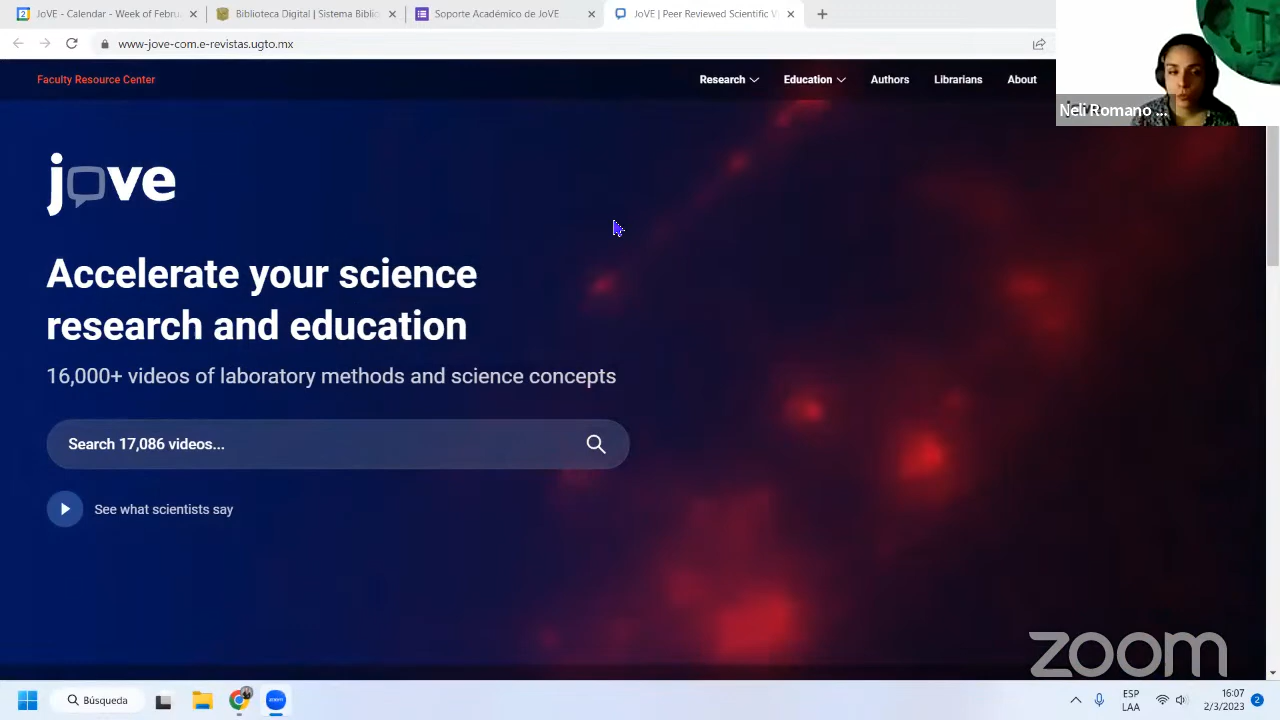 JoVE - Calendar - Week of Febru
Biblioteca Digital | Sistema Biblio
Soporte Académico de JoVE
JoVE | Peer Reviewed Scientific V
www-jove-com.e-revistas.ugto.mx
Faculty Resource Center
Research
Education
Authors
Librarians
About
Neli Romano ...
jove
Accelerate your science
research and education
16,000+ videos of laboratory methods and science concepts
Search 17,086 videos...
See what scientists say
zoom
Búsqueda
zoom
ESP
LAA
16:07
2/3/2023
2